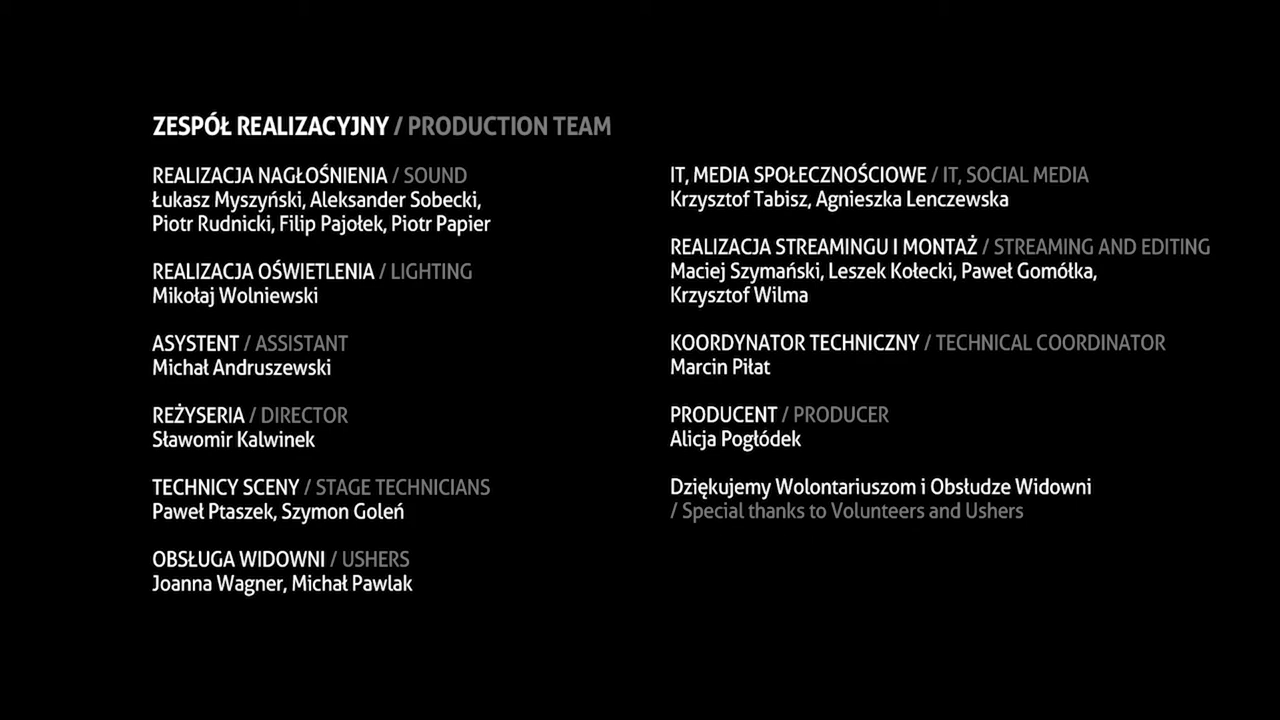 ZESPÓŁ REALIZACYJNY / PRODUCTION TEAM
REALIZACJA NAGŁOŚNIENIA / SOUND
Łukasz Myszyński, Aleksander Sobecki,
Piotr Rudnicki, Filip Pajołek, Piotr Papier
REALIZACJA OŚWIETLENIA / LIGHTING
Mikołaj Wolniewski
ASYSTENT / ASSISTANT
Michał Andruszewski
REŻYSERIA / DIRECTOR
Sławomir Kalwinek
TECHNICY SCENY / STAGE TECHNICIANS
Paweł Ptaszek, Szymon Goleń
OBSŁUGA WIDOWNI / USHERS
Joanna Wagner, Michał Pawlak
IT, MEDIA SPOŁECZNOŚCIOWE / IT, SOCIAL MEDIA
Krzysztof Tabisz, Agnieszka Lenczewska
REALIZACJA STREAMINGU I MONTAŻ / STREAMING AND EDITING
Maciej Szymański, Leszek Kołecki, Paweł Gomółka,
Krzysztof Wilma
KOORDYNATOR TECHNICZNY / TECHNICAL COORDINATOR
Marcin Piłat
PRODUCENT / PRODUCER
Alicja Pogłódek
Dziękujemy Wolontariuszom i Obsłudze Widowni
/ Special thanks to Volunteers and Ushers